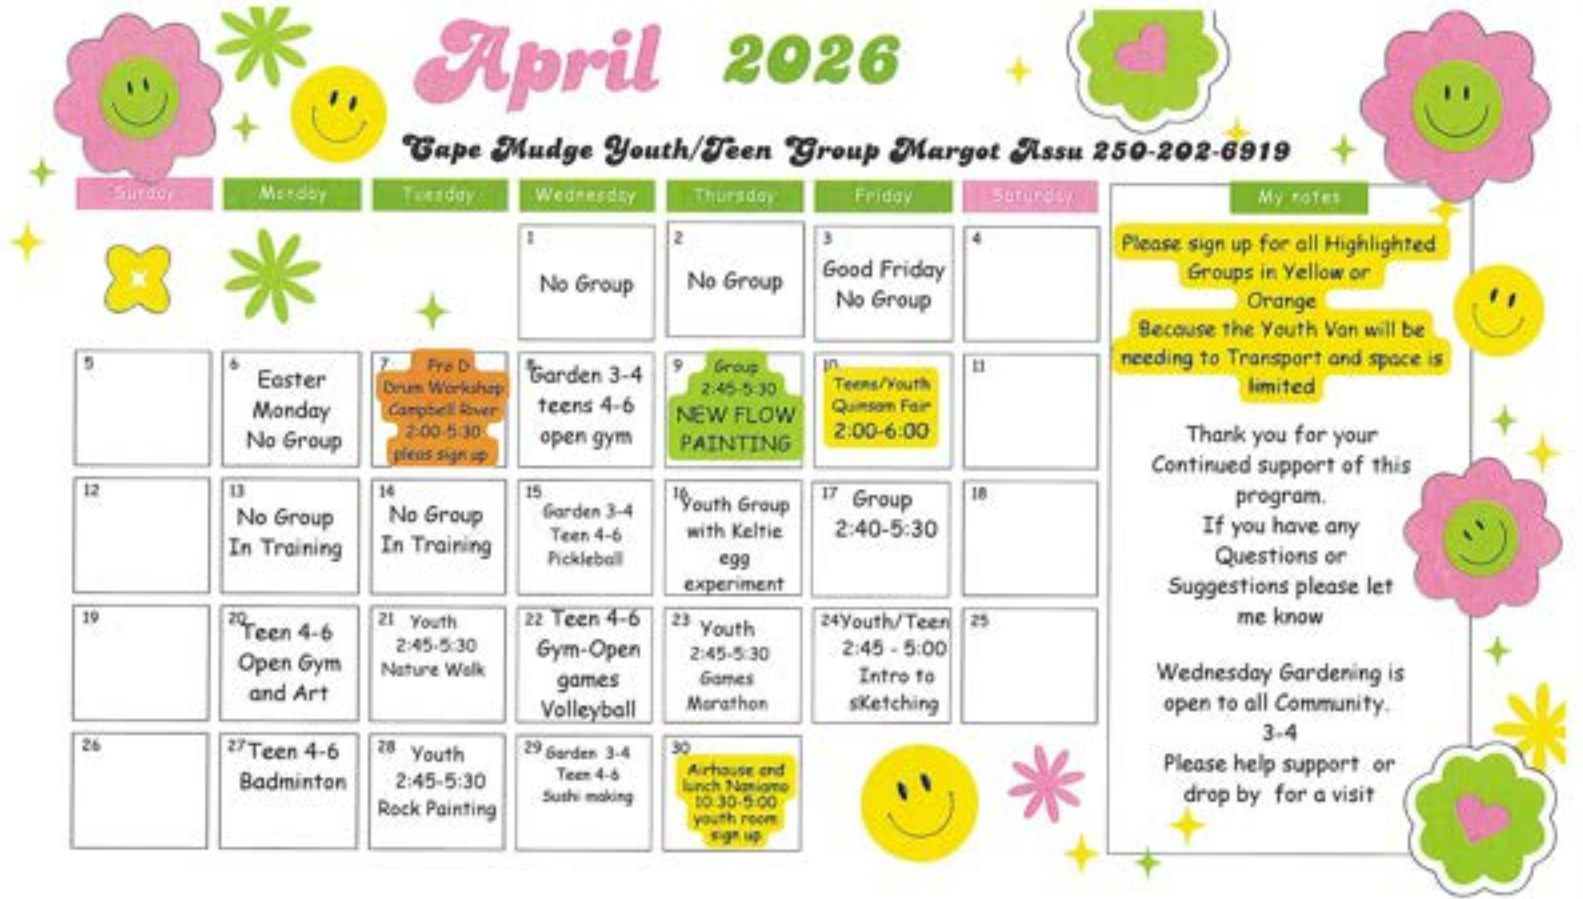 April 2026
Cape Mudge Youth/Teen Group Margot Assu 250-202-6919
Sunday
Monday
Tuesday
Wednesday
Thursday
Friday
Saturday
1
No Group
2
No Group
3
Good Friday
No Group
4
5
6
Easter
Monday
No Group
7
Pro D
Drum Workshop
Campbell River
2:00-5:30
pleas sign up
8
Garden 3-4
teens 4-6
open gym
9
Group
2:45-5:30
NEW FLOW
PAINTING
10
Teens/Youth
Quinsam Fair
2:00-6:00
11
12
13
No Group
In Training
14
No Group
In Training
15
Garden 3-4
Teen 4-6
Pickleball
16
Youth Group
with Keltie
egg
experiment
17
Group
2:40-5:30
18
19
20
Teen 4-6
Open Gym
and Art
21
Youth
2:45-5:30
Nature Walk
22
Teen 4-6
Gym-Open
games
Volleyball
23
Youth
2:45-5:30
Games
Marathon
24
Youth/Teen
2:45 - 5:00
Intro to
sKetching
25
26
27
Teen 4-6
Badminton
28
Youth
2:45-5:30
Rock Painting
29
Garden 3-4
Teen 4-6
Sushi making
30
Airhouse and
lunch Naniamo
10:30-5:00
youth room
sign up
My notes
Please sign up for all Highlighted
Groups in Yellow or
Orange
Because the Youth Van will be
needing to Transport and space is
limited
Thank you for your
Continued support of this
program.
If you have any
Questions or
Suggestions please let
me know
Wednesday Gardening is
open to all Community.
3-4
Please help support or
drop by for a visit